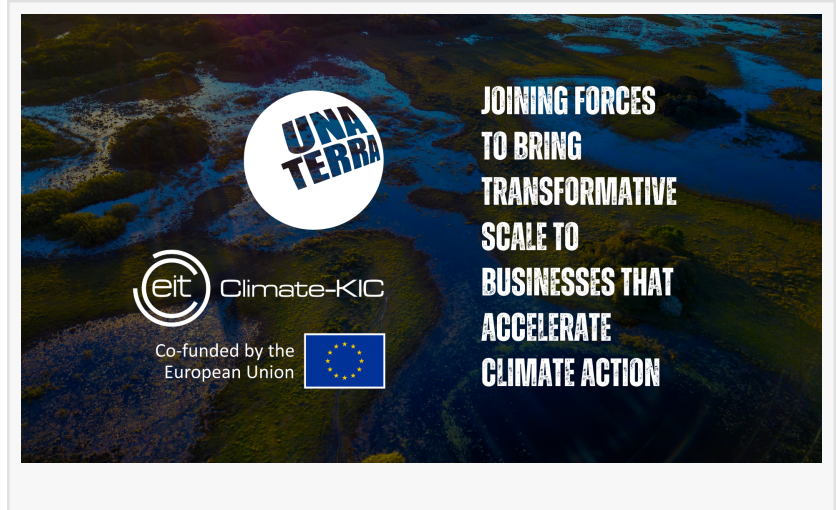 UNA
TERRA
eit Climate-KIC
Co-funded by the
European Union
JOINING FORCES
TO BRING
TRANSFORMATIVE
SCALE TO
BUSINESSES THAT
ACCELERATE
CLIMATE ACTION